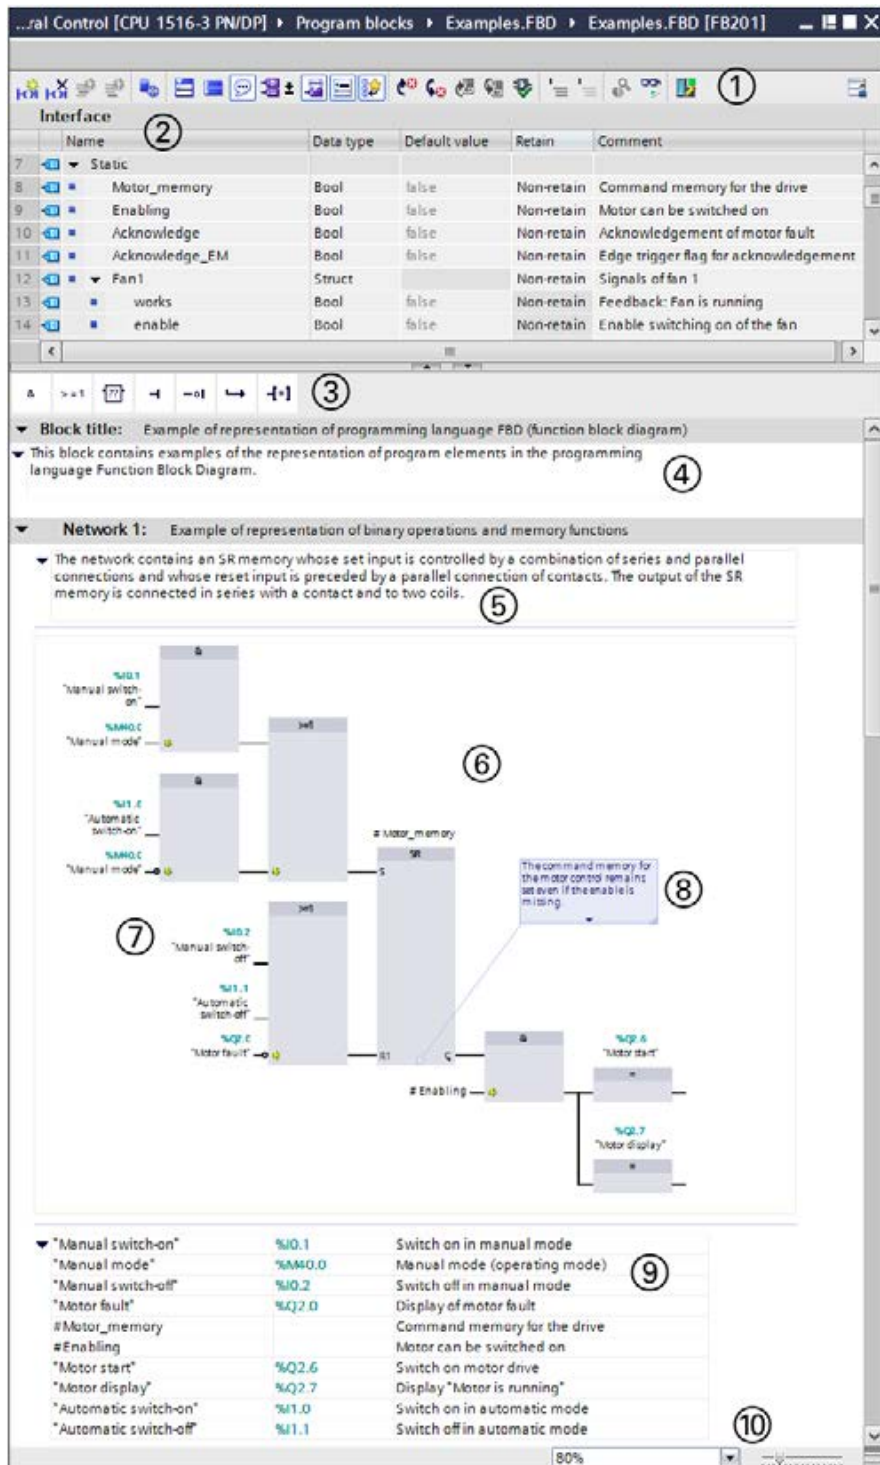 ...ral Control [CPU 1516-3 PN/DP] ▸ Program blocks ▸ Examples.FBD ▸ Examples.FBD [FB201]
①
Interface
②
Name Data type Default value Retain Comment
7 Static
8 Motor_memory Bool false Non-retain Command memory for the drive
9 Enabling Bool false Non-retain Motor can be switched on
10 Acknowledge Bool false Non-retain Acknowledgement of motor fault
11 Acknowledge_EM Bool false Non-retain Edge trigger flag for acknowledgement
12 Fan1 Struct Non-retain Signals of fan 1
13 works Bool false Non-retain Feedback: Fan is running
14 enable Bool false Non-retain Enable switching on of the fan
& >=1 ?? ③
Block title: Example of representation of programming language FBD (function block diagram)
This block contains examples of the representation of program elements in the programming
language Function Block Diagram.
④
Network 1: Example of representation of binary operations and memory functions
The network contains an SR memory whose set input is controlled by a combination of series and parallel
connections and whose reset input is preceded by a parallel connection of contacts. The output of the SR
memory is connected in series with a contact and to two coils.
⑤
&
%I0.1
"Manual switch-
on"
%M40.0
"Manual mode"
>=1
⑥
&
%I1.0
"Automatic
switch-on"
%M40.0
"Manual mode"
#Motor_memory
SR
S
The command memory for
the motor control remains
set even if the enable is
missing.
⑧
⑦
>=1
%I0.2
"Manual switch-
off"
%I1.1
"Automatic
switch-off"
%Q2.0
"Motor fault"
R1 Q
&
#Enabling
%Q2.6
"Motor start"
=
%Q2.7
"Motor display"
=
"Manual switch-on" %I0.1 Switch on in manual mode
"Manual mode" %M40.0 Manual mode (operating mode)
⑨
"Manual switch-off" %I0.2 Switch off in manual mode
"Motor fault" %Q2.0 Display of motor fault
#Motor_memory Command memory for the drive
#Enabling Motor can be switched on
"Motor start" %Q2.6 Switch on motor drive
"Motor display" %Q2.7 Display "Motor is running"
"Automatic switch-on" %I1.0 Switch on in automatic mode
"Automatic switch-off" %I1.1 Switch off in automatic mode
⑩
80%